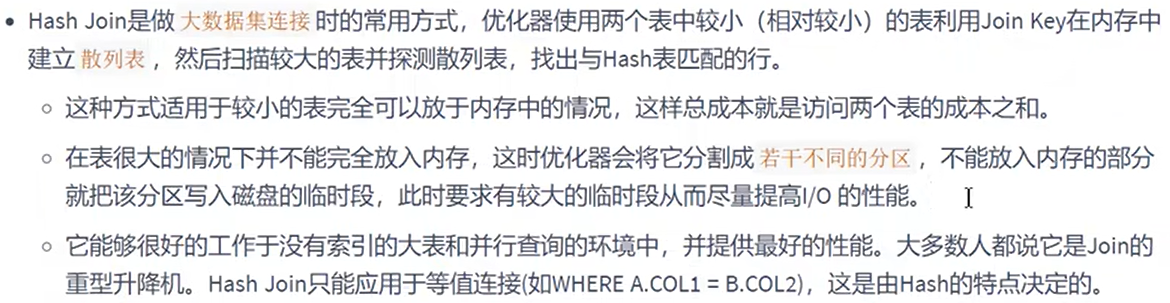 Hash Join是做 大数据集连接 时的常用方式，优化器使用两个表中较小（相对较小）的表利用Join Key在内存中
建立 散列表 ，然后扫描较大的表并探测散列表，找出与Hash表匹配的行。
这种方式适用于较小的表完全可以放于内存中的情况，这样总成本就是访问两个表的成本之和。
在表很大的情况下并不能完全放入内存，这时优化器会将它分割成 若干不同的分区 ，不能放入内存的部分
就把该分区写入磁盘的临时段，此时要求有较大的临时段从而尽量提高I/O 的性能。
它能够很好的工作于没有索引的大表和并行查询的环境中，并提供最好的性能。大多数人都说它是Join的
重型升降机。Hash Join只能应用于等值连接(如WHERE A.COL1 = B.COL2)，这是由Hash的特点决定的。